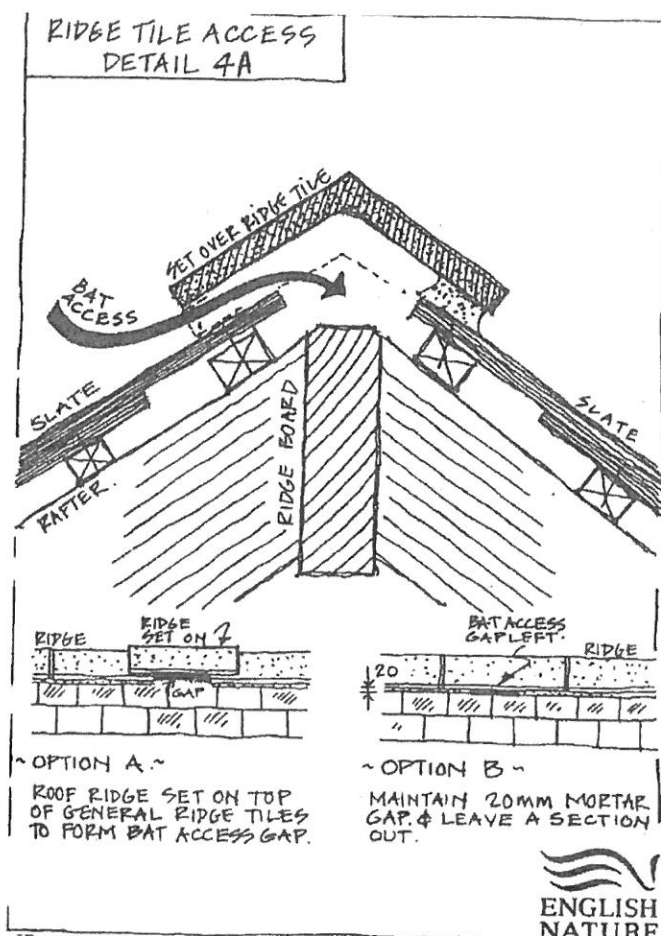 RIDGE TILE ACCESS
DETAIL 4A
SET OVER RIDGE TILE
BAT
ACCESS
SLATE
SLATE
RAFTER.
RIDGE BOARD
RIDGE
RIDGE
SET ON
GAP
BAT ACCESS
GAP LEFT.
RIDGE
20
~ OPTION A ~
ROOF RIDGE SET ON TOP
OF GENERAL RIDGE TILES
TO FORM BAT ACCESS GAP.
~ OPTION B ~
MAINTAIN 20mm MORTAR
GAP. & LEAVE A SECTION
OUT.
ENGLISH
NATURE